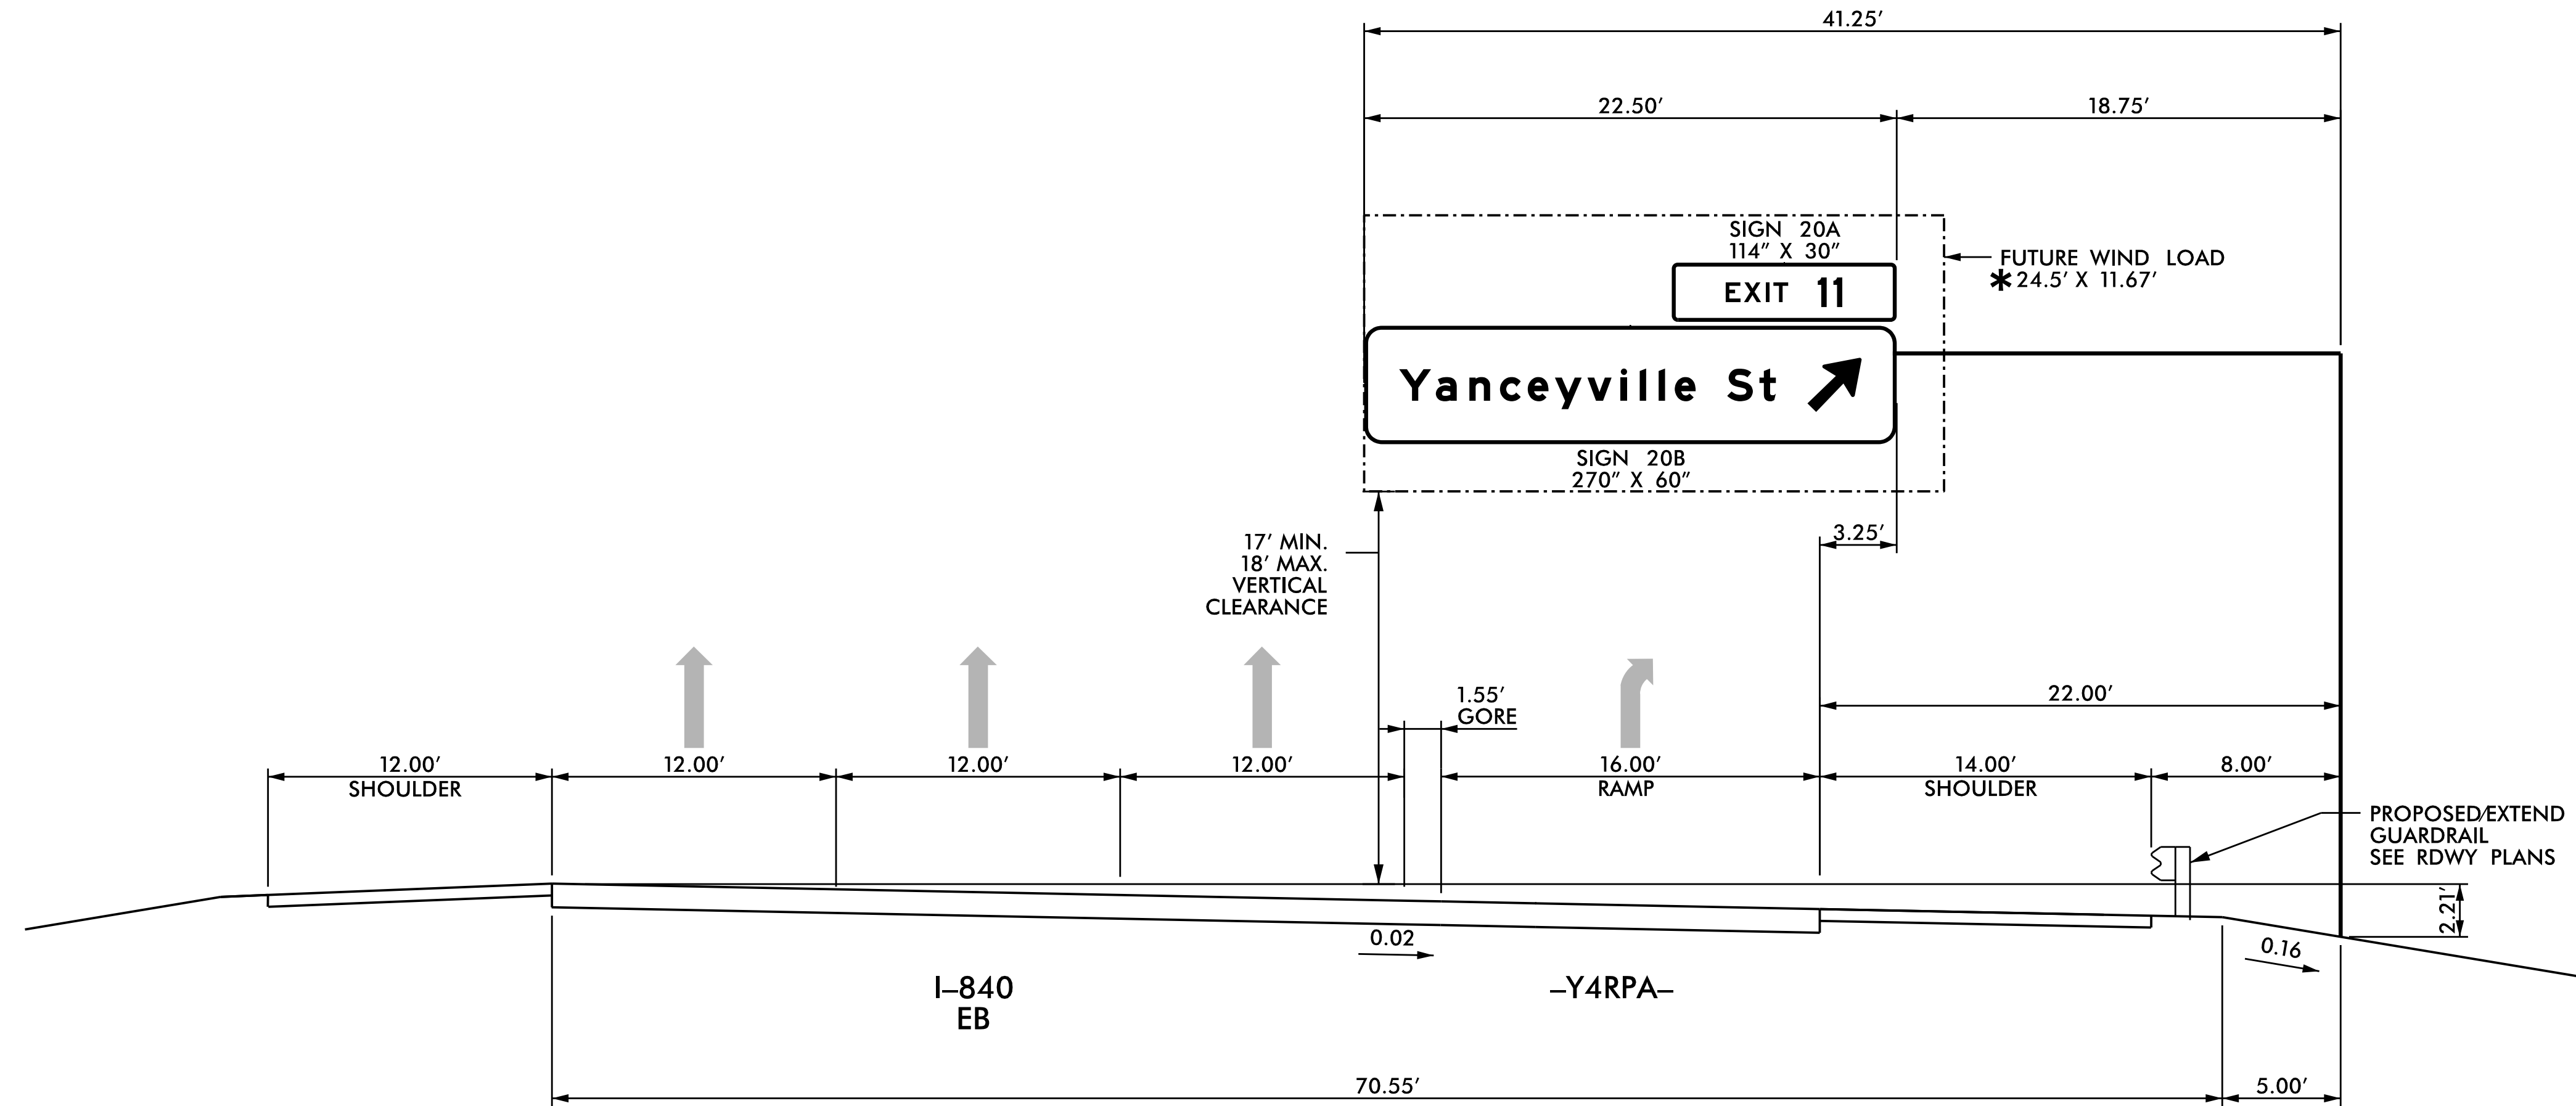 41.25′
22.50′
18.75′
SIGN 20A
114″ X 30″
FUTURE WIND LOAD
✱24.5′ X 11.67′
EXIT 11
Yanceyville St
SIGN 20B
270″ X 60″
3.25′
17′ MIN.
18′ MAX.
VERTICAL
CLEARANCE
1.55′
GORE
22.00′
12.00′
SHOULDER
12.00′
12.00′
12.00′
16.00′
RAMP
14.00′
SHOULDER
8.00′
PROPOSED/EXTEND
GUARDRAIL
SEE RDWY PLANS
2.21′
0.02
0.16
I–840
EB
–Y4RPA–
70.55′
5.00′